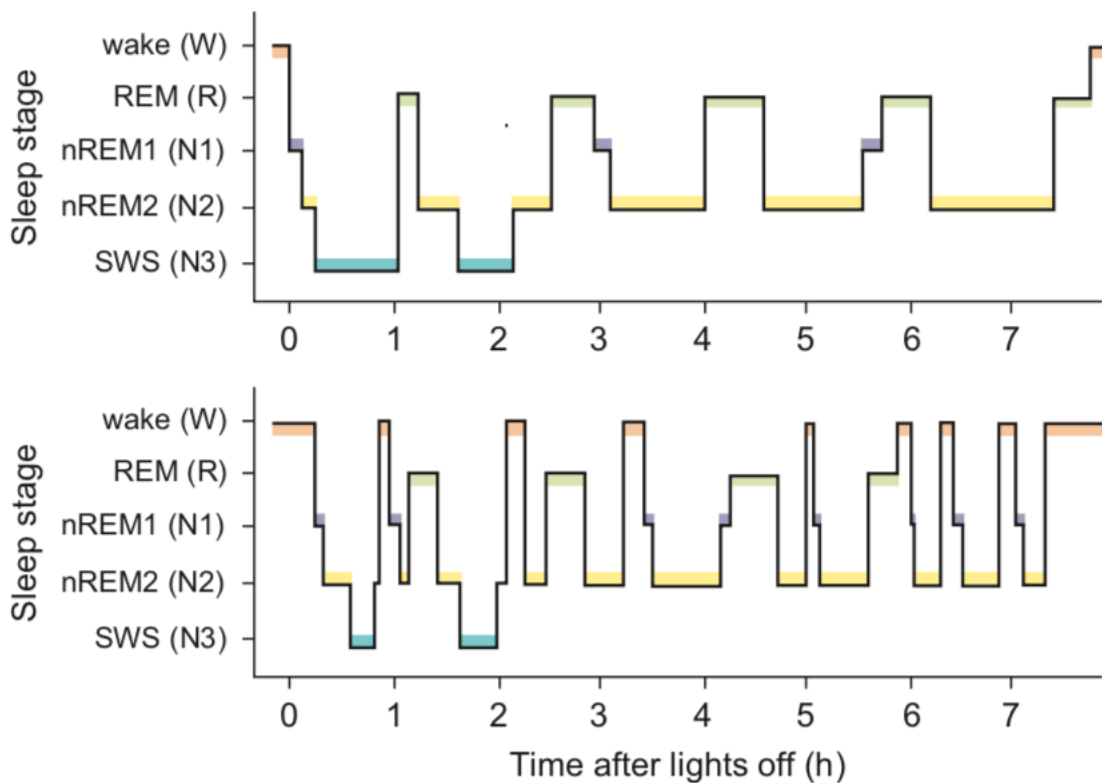 Sleep stage
wake (W)
REM (R)
nREM1 (N1)
nREM2 (N2)
SWS (N3)
0 1 2 3 4 5 6 7
Sleep stage
wake (W)
REM (R)
nREM1 (N1)
nREM2 (N2)
SWS (N3)
0 1 2 3 4 5 6 7
Time after lights off (h)